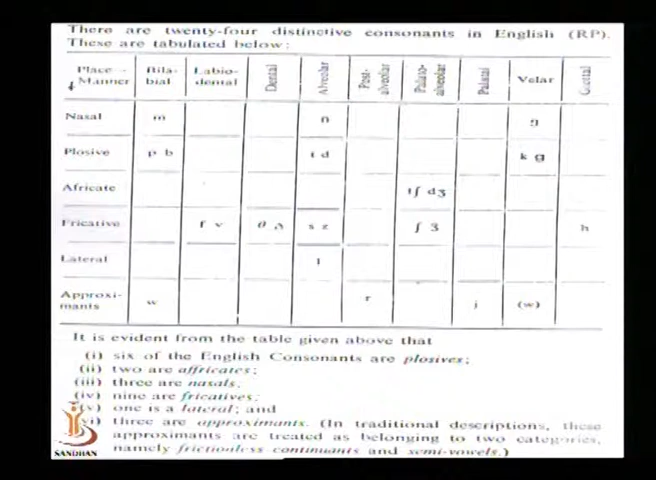 There are twenty-four distinctive consonants in English (RP).
These are tabulated below:
Place → Manner ↓ Bila-bial Labio-dental Dental Alveolar Post-alveolar Palato-alveolar Palatal Velar Glottal
Nasal m n ŋ
Plosive p b t d k g
Africate tʃ dʒ
Fricative f v θ ð s z ʃ ʒ h
Lateral l
Approxi-mants w r j (w)
It is evident from the table given above that
(i) six of the English Consonants are plosives;
(ii) two are affricates;
(iii) three are nasals;
(iv) nine are fricatives;
(v) one is a lateral; and
(vi) three are approximants. (In traditional descriptions, these
approximants are treated as belonging to two categories,
namely frictionless continuants and semi-vowels.)
SANDHAN